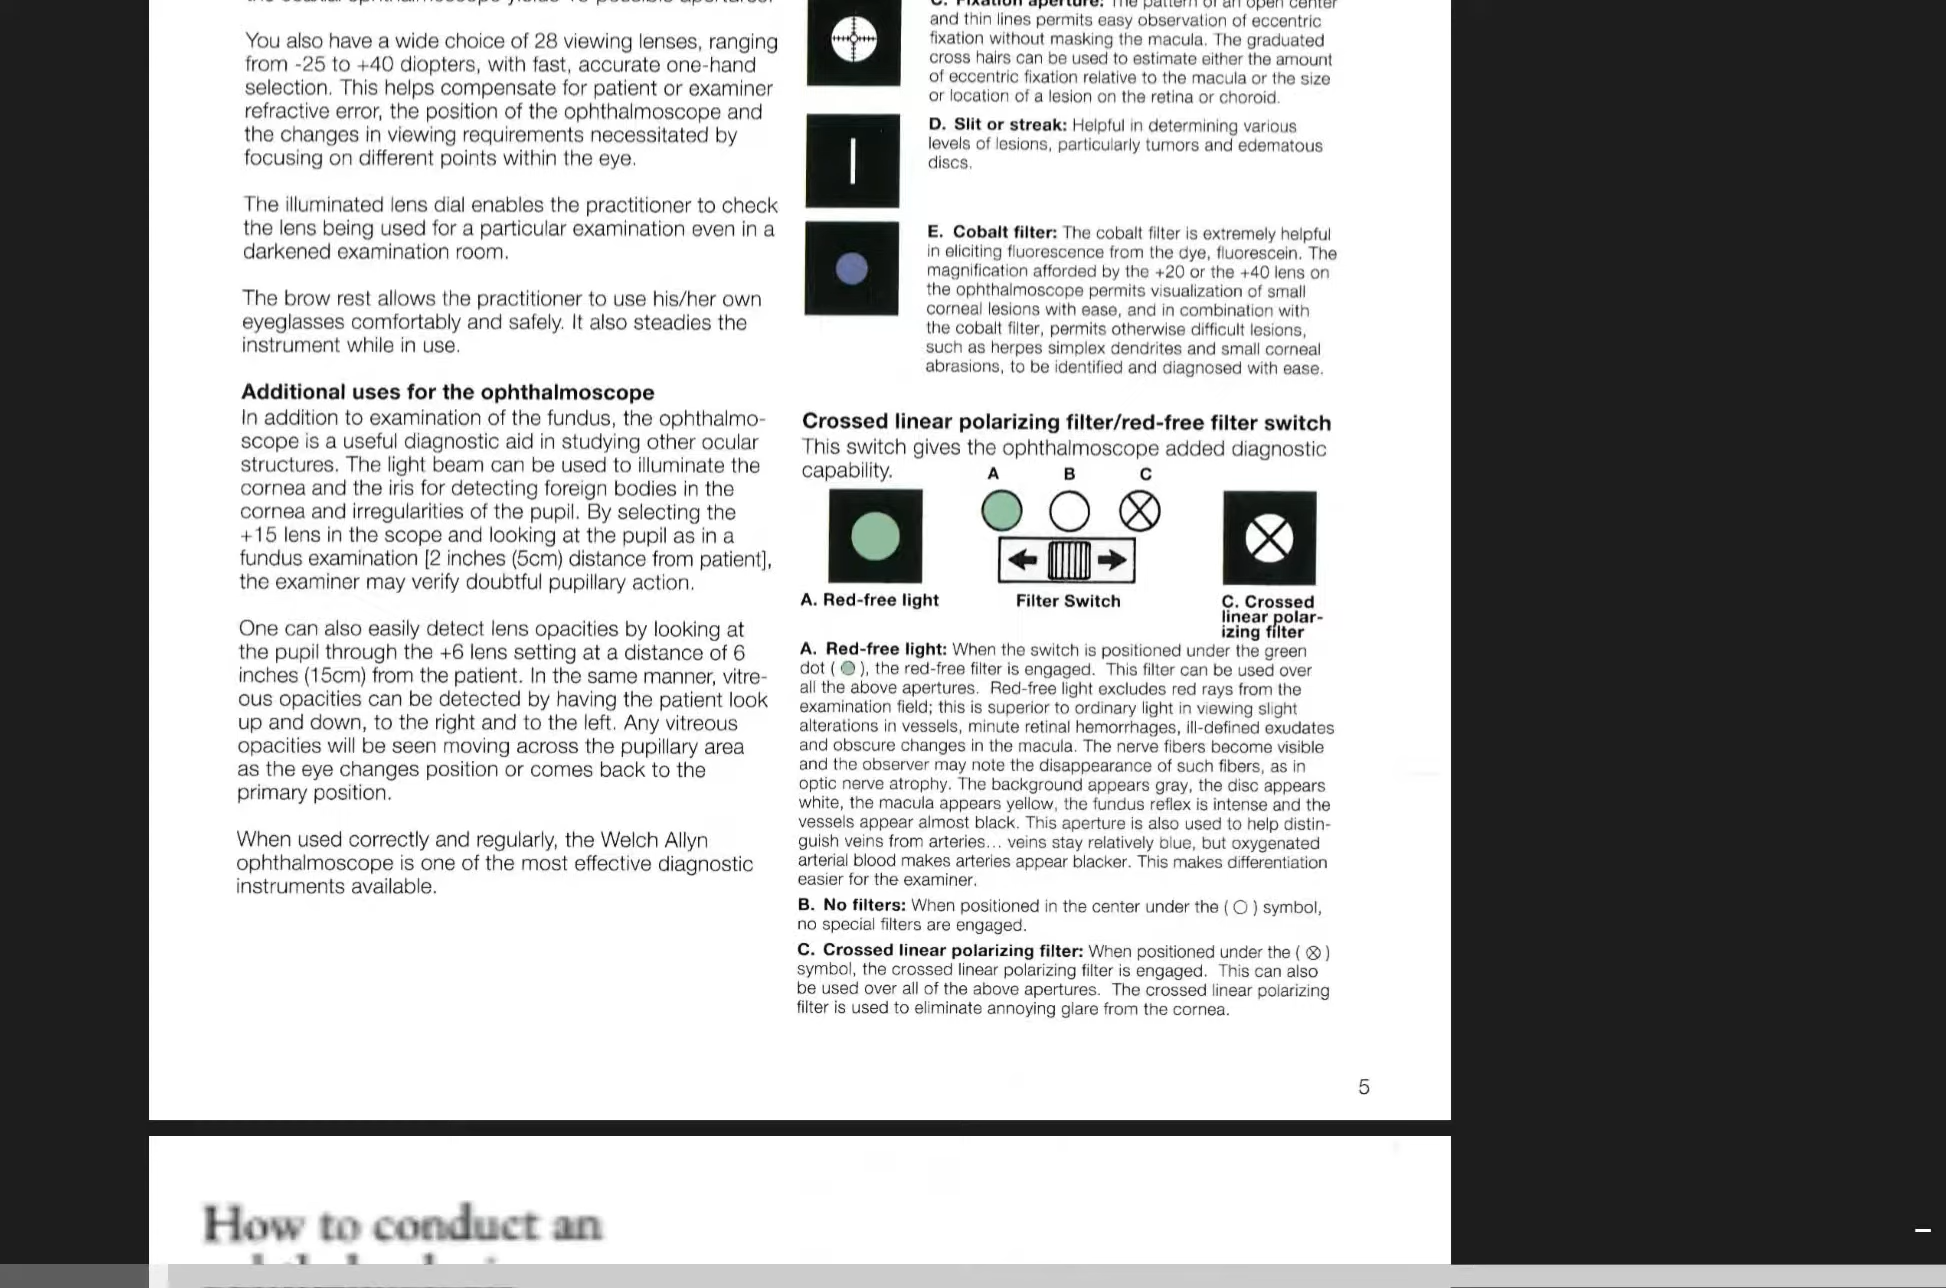 You also have a wide choice of 28 viewing lenses, ranging
from -25 to +40 diopters, with fast, accurate one-hand
selection. This helps compensate for patient or examiner
refractive error, the position of the ophthalmoscope and
the changes in viewing requirements necessitated by
focusing on different points within the eye.
The illuminated lens dial enables the practitioner to check
the lens being used for a particular examination even in a
darkened examination room.
The brow rest allows the practitioner to use his/her own
eyeglasses comfortably and safely. It also steadies the
instrument while in use.
Additional uses for the ophthalmoscope
In addition to examination of the fundus, the ophthalmo-
scope is a useful diagnostic aid in studying other ocular
structures. The light beam can be used to illuminate the
cornea and the iris for detecting foreign bodies in the
cornea and irregularities of the pupil. By selecting the
+15 lens in the scope and looking at the pupil as in a
fundus examination [2 inches (5cm) distance from patient],
the examiner may verify doubtful pupillary action.
One can also easily detect lens opacities by looking at
the pupil through the +6 lens setting at a distance of 6
inches (15cm) from the patient. In the same manner, vitre-
ous opacities can be detected by having the patient look
up and down, to the right and to the left. Any vitreous
opacities will be seen moving across the pupillary area
as the eye changes position or comes back to the
primary position.
When used correctly and regularly, the Welch Allyn
ophthalmoscope is one of the most effective diagnostic
instruments available.
C. Fixation aperture: The pattern of an open center
and thin lines permits easy observation of eccentric
fixation without masking the macula. The graduated
cross hairs can be used to estimate either the amount
of eccentric fixation relative to the macula or the size
or location of a lesion on the retina or choroid.
D. Slit or streak: Helpful in determining various
levels of lesions, particularly tumors and edematous
discs.
E. Cobalt filter: The cobalt filter is extremely helpful
in eliciting fluorescence from the dye, fluorescein. The
magnification afforded by the +20 or the +40 lens on
the ophthalmoscope permits visualization of small
corneal lesions with ease, and in combination with
the cobalt filter, permits otherwise difficult lesions,
such as herpes simplex dendrites and small corneal
abrasions, to be identified and diagnosed with ease.
Crossed linear polarizing filter/red-free filter switch
This switch gives the ophthalmoscope added diagnostic
capability.
A B C
A. Red-free light
Filter Switch
C. Crossed
linear polar-
izing filter
A. Red-free light: When the switch is positioned under the green
dot ( ), the red-free filter is engaged. This filter can be used over
all the above apertures. Red-free light excludes red rays from the
examination field; this is superior to ordinary light in viewing slight
alterations in vessels, minute retinal hemorrhages, ill-defined exudates
and obscure changes in the macula. The nerve fibers become visible
and the observer may note the disappearance of such fibers, as in
optic nerve atrophy. The background appears gray, the disc appears
white, the macula appears yellow, the fundus reflex is intense and the
vessels appear almost black. This aperture is also used to help distin-
guish veins from arteries... veins stay relatively blue, but oxygenated
arterial blood makes arteries appear blacker. This makes differentiation
easier for the examiner.
B. No filters: When positioned in the center under the ( ) symbol,
no special filters are engaged.
C. Crossed linear polarizing filter: When positioned under the ( )
symbol, the crossed linear polarizing filter is engaged. This can also
be used over all of the above apertures. The crossed linear polarizing
filter is used to eliminate annoying glare from the cornea.
5
How to conduct an